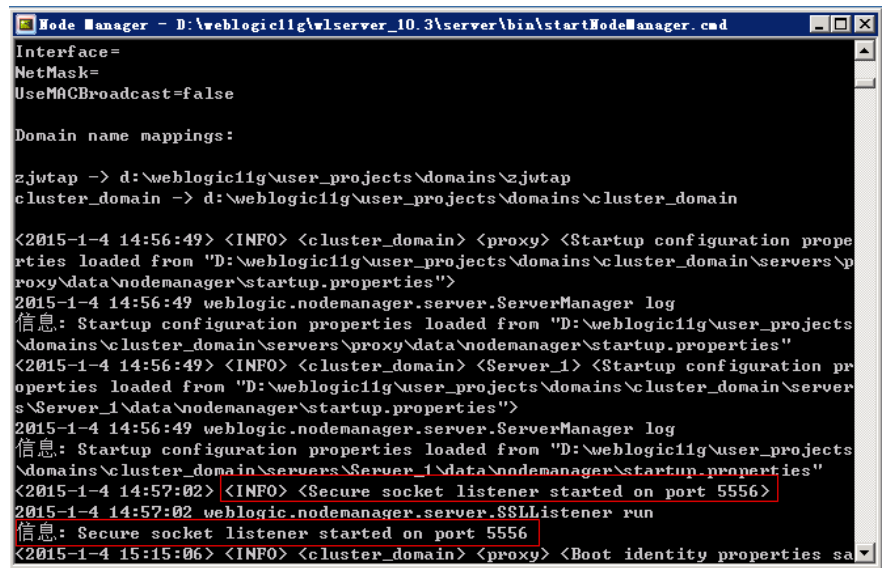 Node Manager - D:\weblogic11g\wlserver_10.3\server\bin\startNodeManager.cmd
Interface=
NetMask=
UseMACBroadcast=false
Domain name mappings:
zjwtap -> d:\weblogic11g\user_projects\domains\zjwtap
cluster_domain -> d:\weblogic11g\user_projects\domains\cluster_domain
<2015-1-4 14:56:49> <INFO> <cluster_domain> <proxy> <Startup configuration prope
rties loaded from "D:\weblogic11g\user_projects\domains\cluster_domain\servers\p
roxy\data\nodemanager\startup.properties">
2015-1-4 14:56:49 weblogic.nodemanager.server.ServerManager log
信息: Startup configuration properties loaded from "D:\weblogic11g\user_projects
\domains\cluster_domain\servers\proxy\data\nodemanager\startup.properties"
<2015-1-4 14:56:49> <INFO> <cluster_domain> <Server_1> <Startup configuration pr
operties loaded from "D:\weblogic11g\user_projects\domains\cluster_domain\server
s\Server_1\data\nodemanager\startup.properties">
2015-1-4 14:56:49 weblogic.nodemanager.server.ServerManager log
信息: Startup configuration properties loaded from "D:\weblogic11g\user_projects
\domains\cluster_domain\servers\Server_1\data\nodemanager\startup.properties"
<2015-1-4 14:57:02> <INFO> <Secure socket listener started on port 5556>
2015-1-4 14:57:02 weblogic.nodemanager.server.SSLListener run
信息: Secure socket listener started on port 5556
<2015-1-4 15:15:06> <INFO> <cluster_domain> <proxy> <Boot identity properties sa